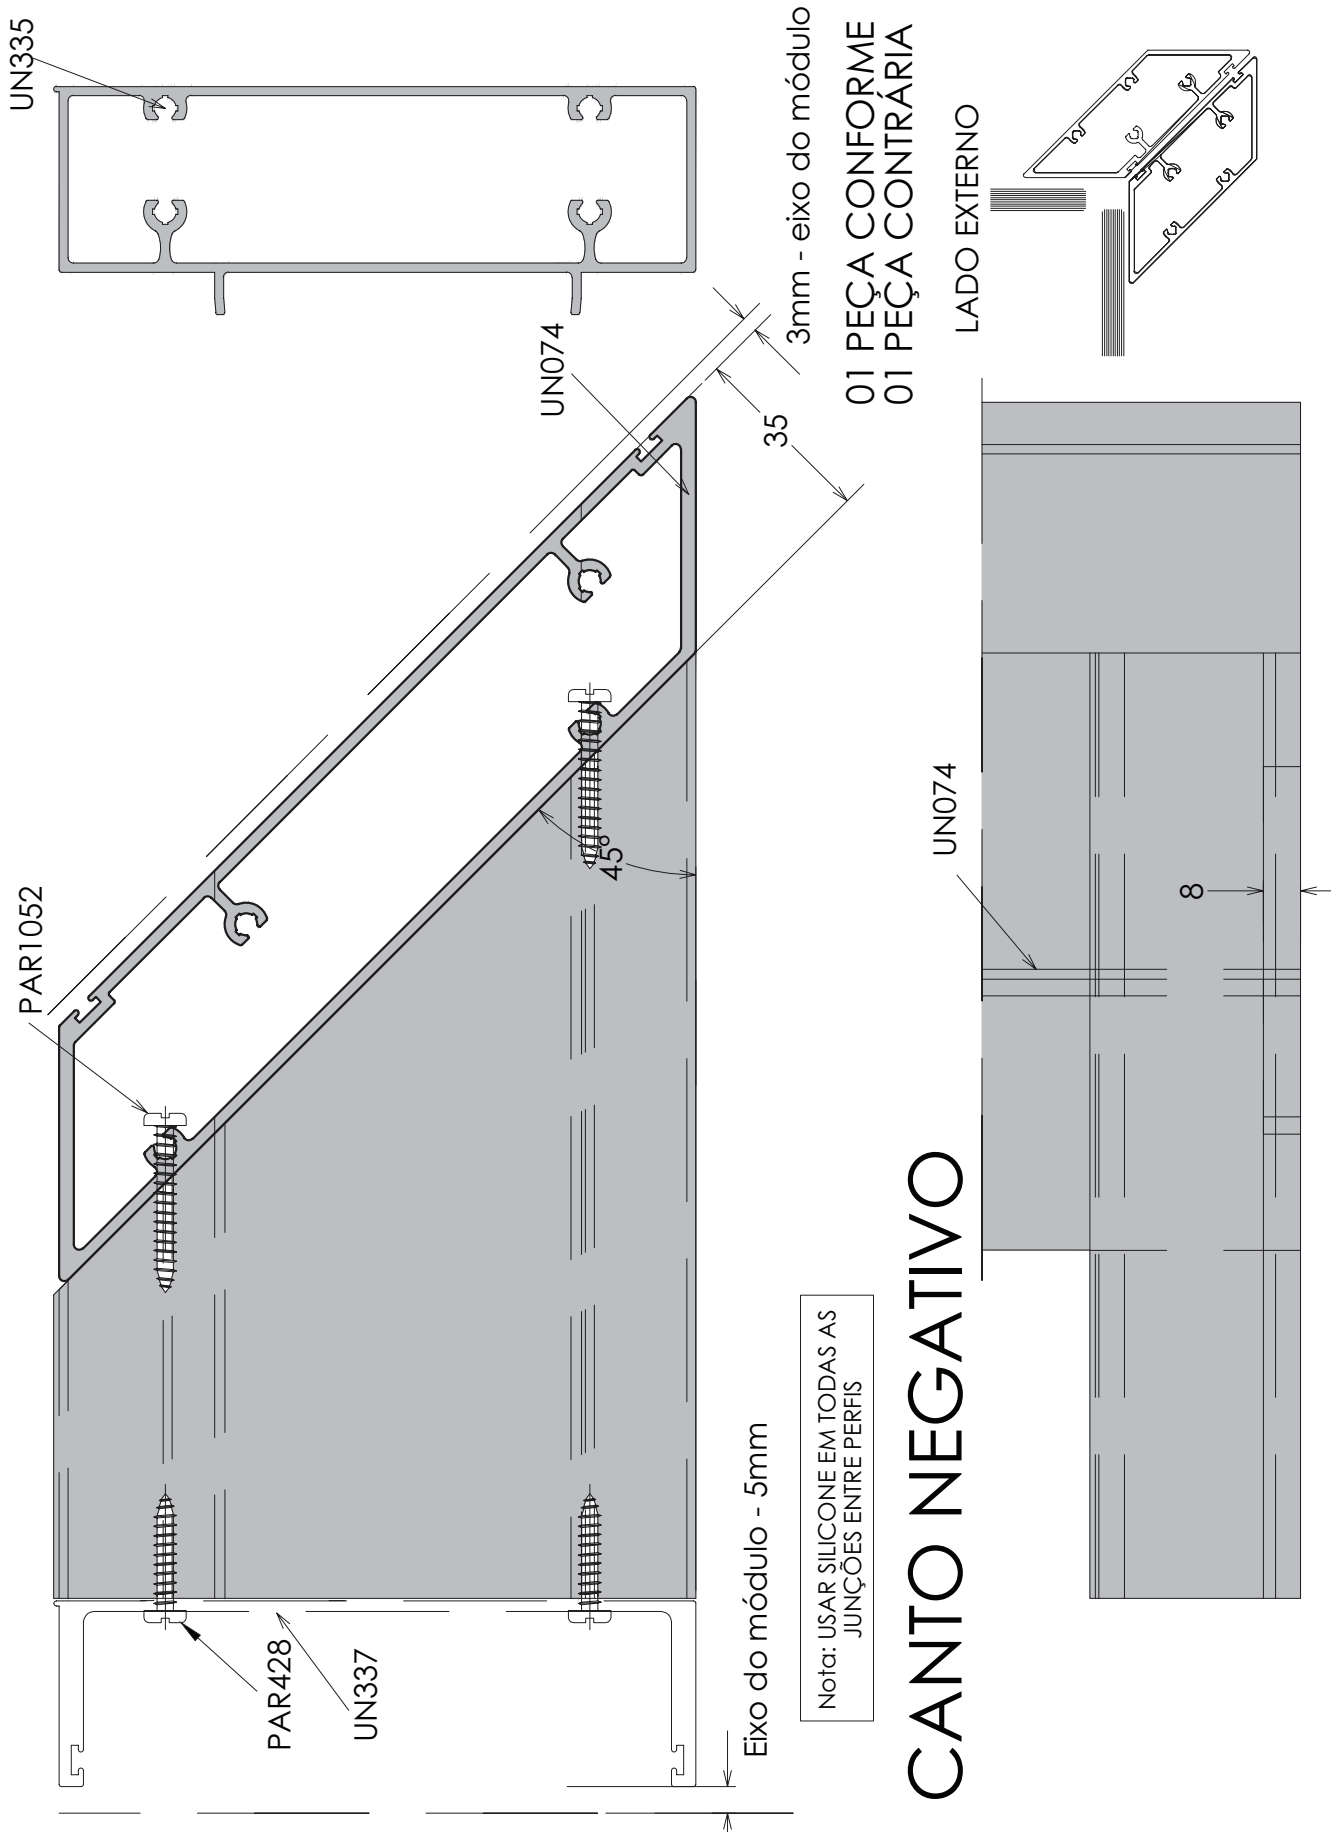 UN335
PAR1052
UN074
3mm - eixo do módulo
35
45°
PAR428
UN337
Eixo do módulo - 5mm
01 PEÇA CONFORME
01 PEÇA CONTRÁRIA
LADO EXTERNO
Nota: USAR SILICONE EM TODAS AS
JUNÇÕES ENTRE PERFIS
CANTO NEGATIVO
UN074
8